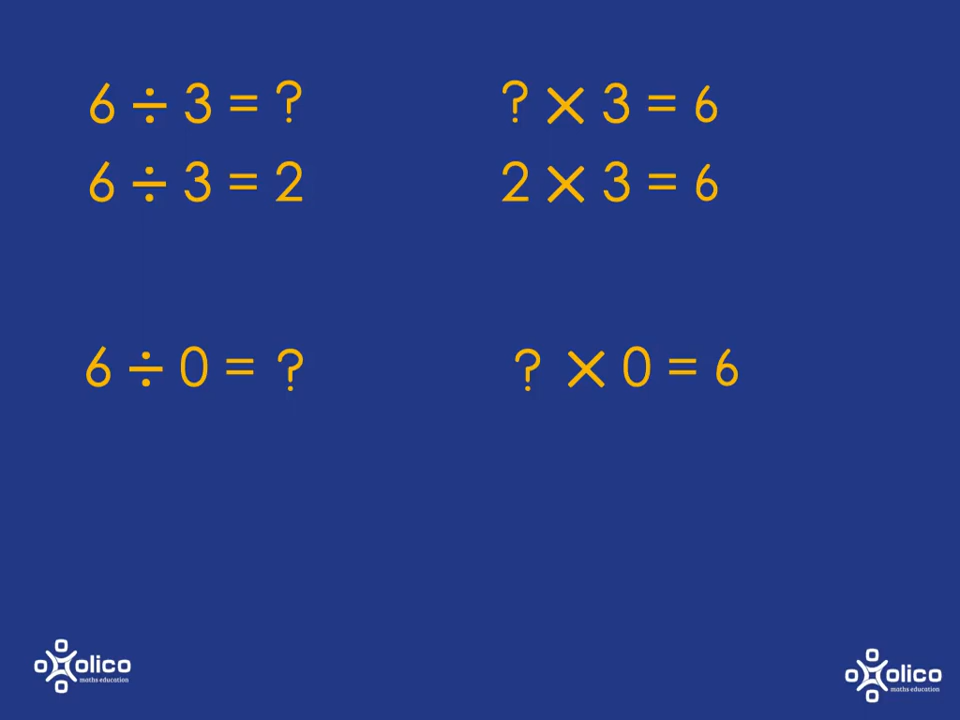 6 ÷ 3 = ? ? × 3 = 6
6 ÷ 3 = 2 2 × 3 = 6
6 ÷ 0 = ? ? × 0 = 6
olico
maths education
olico
maths education